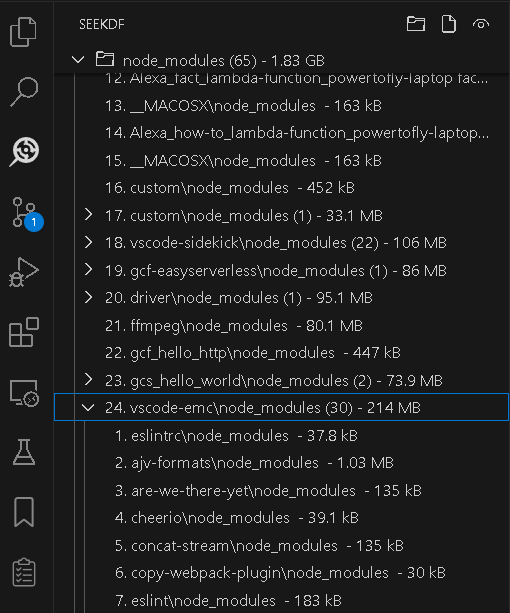 SEEKDF
node_modules (65) - 1.83 GB
12. Alexa_fact_lambda-function_powertofly-laptop fac...
13. __MACOSX\node_modules - 163 kB
14. Alexa_how-to_lambda-function_powertofly-laptop...
15. __MACOSX\node_modules - 163 kB
16. custom\node_modules - 452 kB
17. custom\node_modules (1) - 33.1 MB
18. vscode-sidekick\node_modules (22) - 106 MB
19. gcf-easyserverless\node_modules (1) - 86 MB
20. driver\node_modules (1) - 95.1 MB
21. ffmpeg\node_modules - 80.1 MB
22. gcf_hello_http\node_modules - 447 kB
23. gcs_hello_world\node_modules (2) - 73.9 MB
1
24. vscode-emc\node_modules (30) - 214 MB
1. eslintrc\node_modules - 37.8 kB
2. ajv-formats\node_modules - 1.03 MB
3. are-we-there-yet\node_modules - 135 kB
4. cheerio\node_modules - 39.1 kB
5. concat-stream\node_modules - 135 kB
6. copy-webpack-plugin\node_modules - 30 kB
7. eslint\node_modules - 183 kB